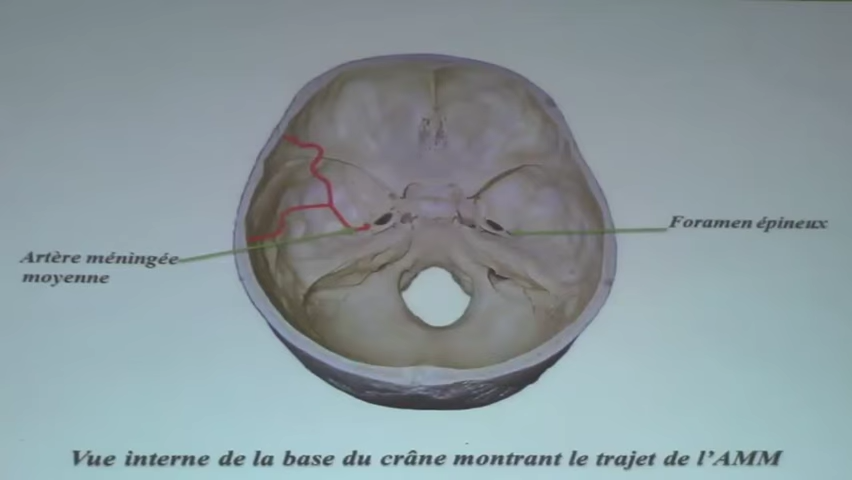 Foramen épineux
Artère méningée
moyenne
Vue interne de la base du crâne montrant le trajet de l'AMM